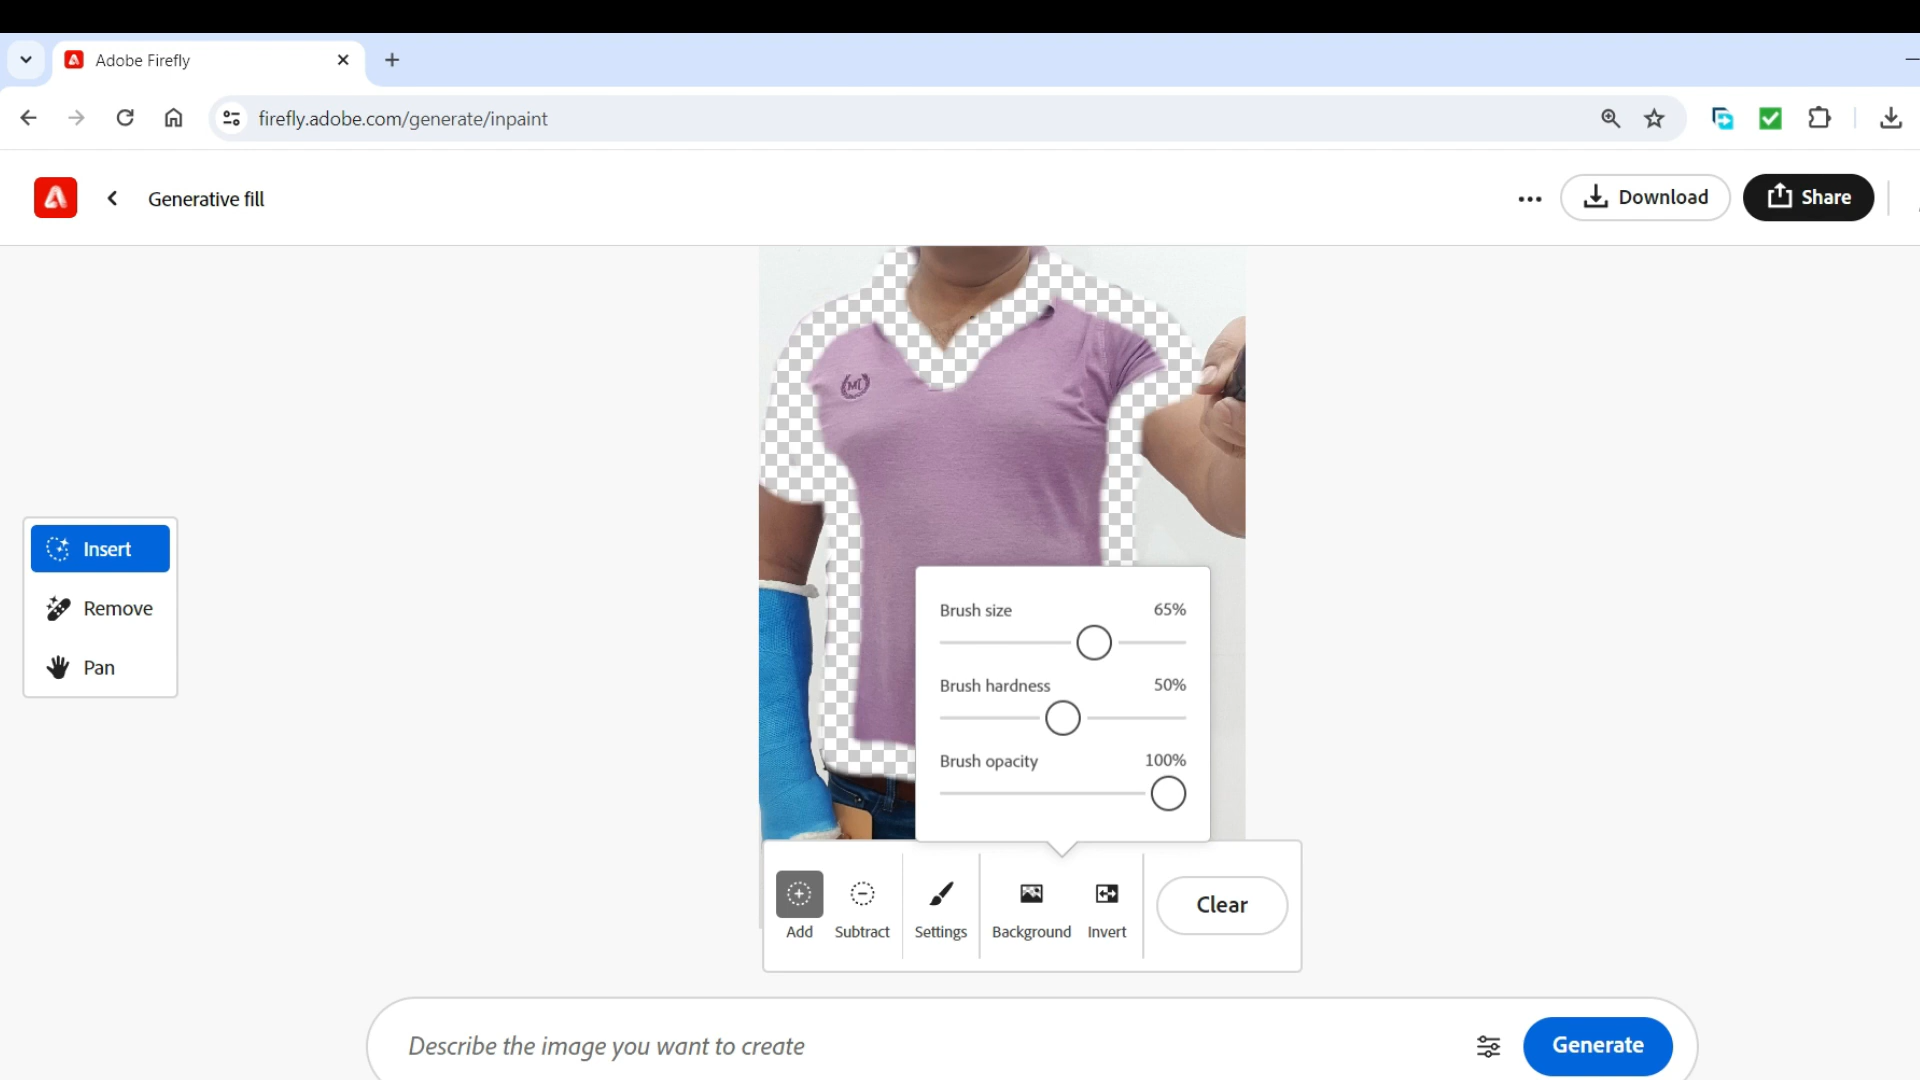 Adobe Firefly
firefly.adobe.com/generate/inpaint
Generative fill
Download
Share
MI
Insert
Remove
Pan
Brush size 65%
Brush hardness 50%
Brush opacity 100%
Add Subtract Settings Background Invert Clear
Describe the image you want to create
Generate